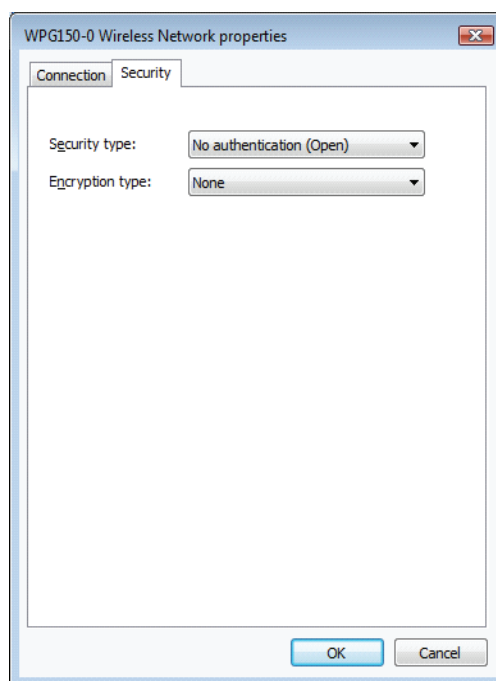 WPG150-0 Wireless Network properties
Connection Security
Security type: No authentication (Open)
Encryption type: None
OK Cancel